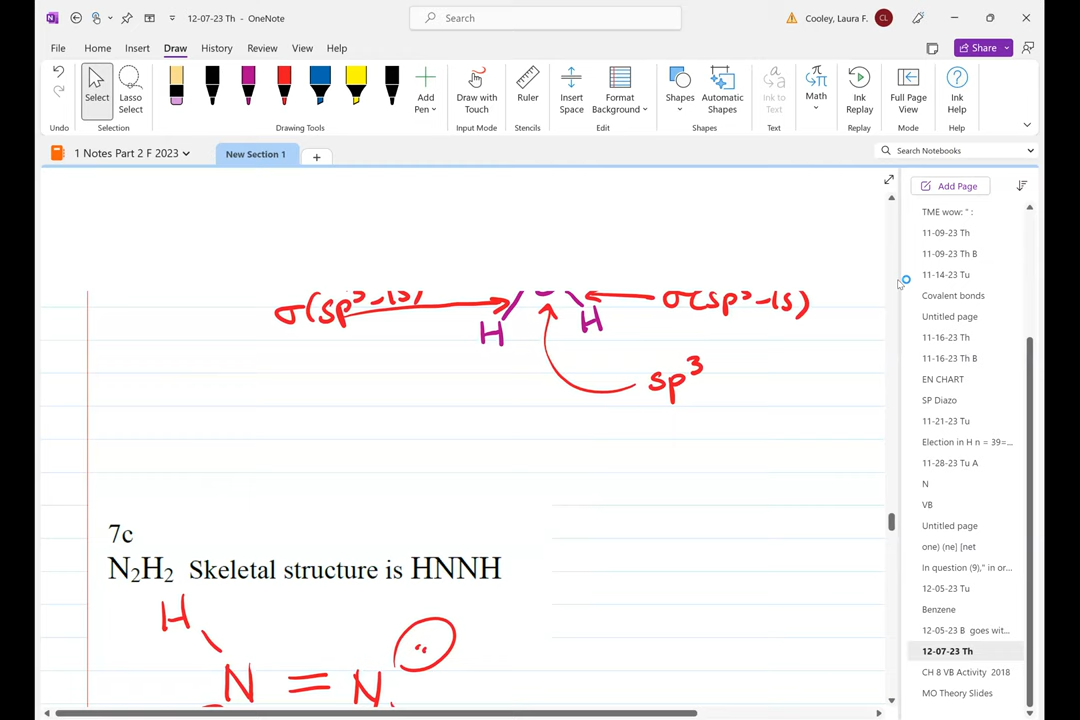 12-07-23 Th - OneNote
Search
Cooley, Laura F.
CL
File Home Insert Draw History Review View Help
Share
Select
Lasso Select
Add Pen
Draw with Touch
Ruler
Insert Space
Format Background
Shapes
Automatic Shapes
Ink to Text
Math
Ink Replay
Full Page View
Ink Help
Undo
Selection
Drawing Tools
Input Mode
Stencils
Edit
Shapes
Text
Replay
Mode
Help
1 Notes Part 2 F 2023
New Section 1
+
Search Notebooks
Add Page
TME wow: " :
11-09-23 Th
11-09-23 Th B
11-14-23 Tu
Covalent bonds
Untitled page
11-16-23 Th
11-16-23 Th B
EN CHART
SP Diazo
11-21-23 Tu
Election in H n = 39=...
11-28-23 Tu A
N
VB
Untitled page
one) (ne] [net
In question (9)," in or...
12-05-23 Tu
Benzene
12-05-23 B goes wit...
12-07-23 Th
CH 8 VB Activity 2018
MO Theory Slides
σ(sp³-1s)
σ(sp³-1s)
H
H
sp³
7c
N₂H₂ Skeletal structure is HNNH
H
N = N